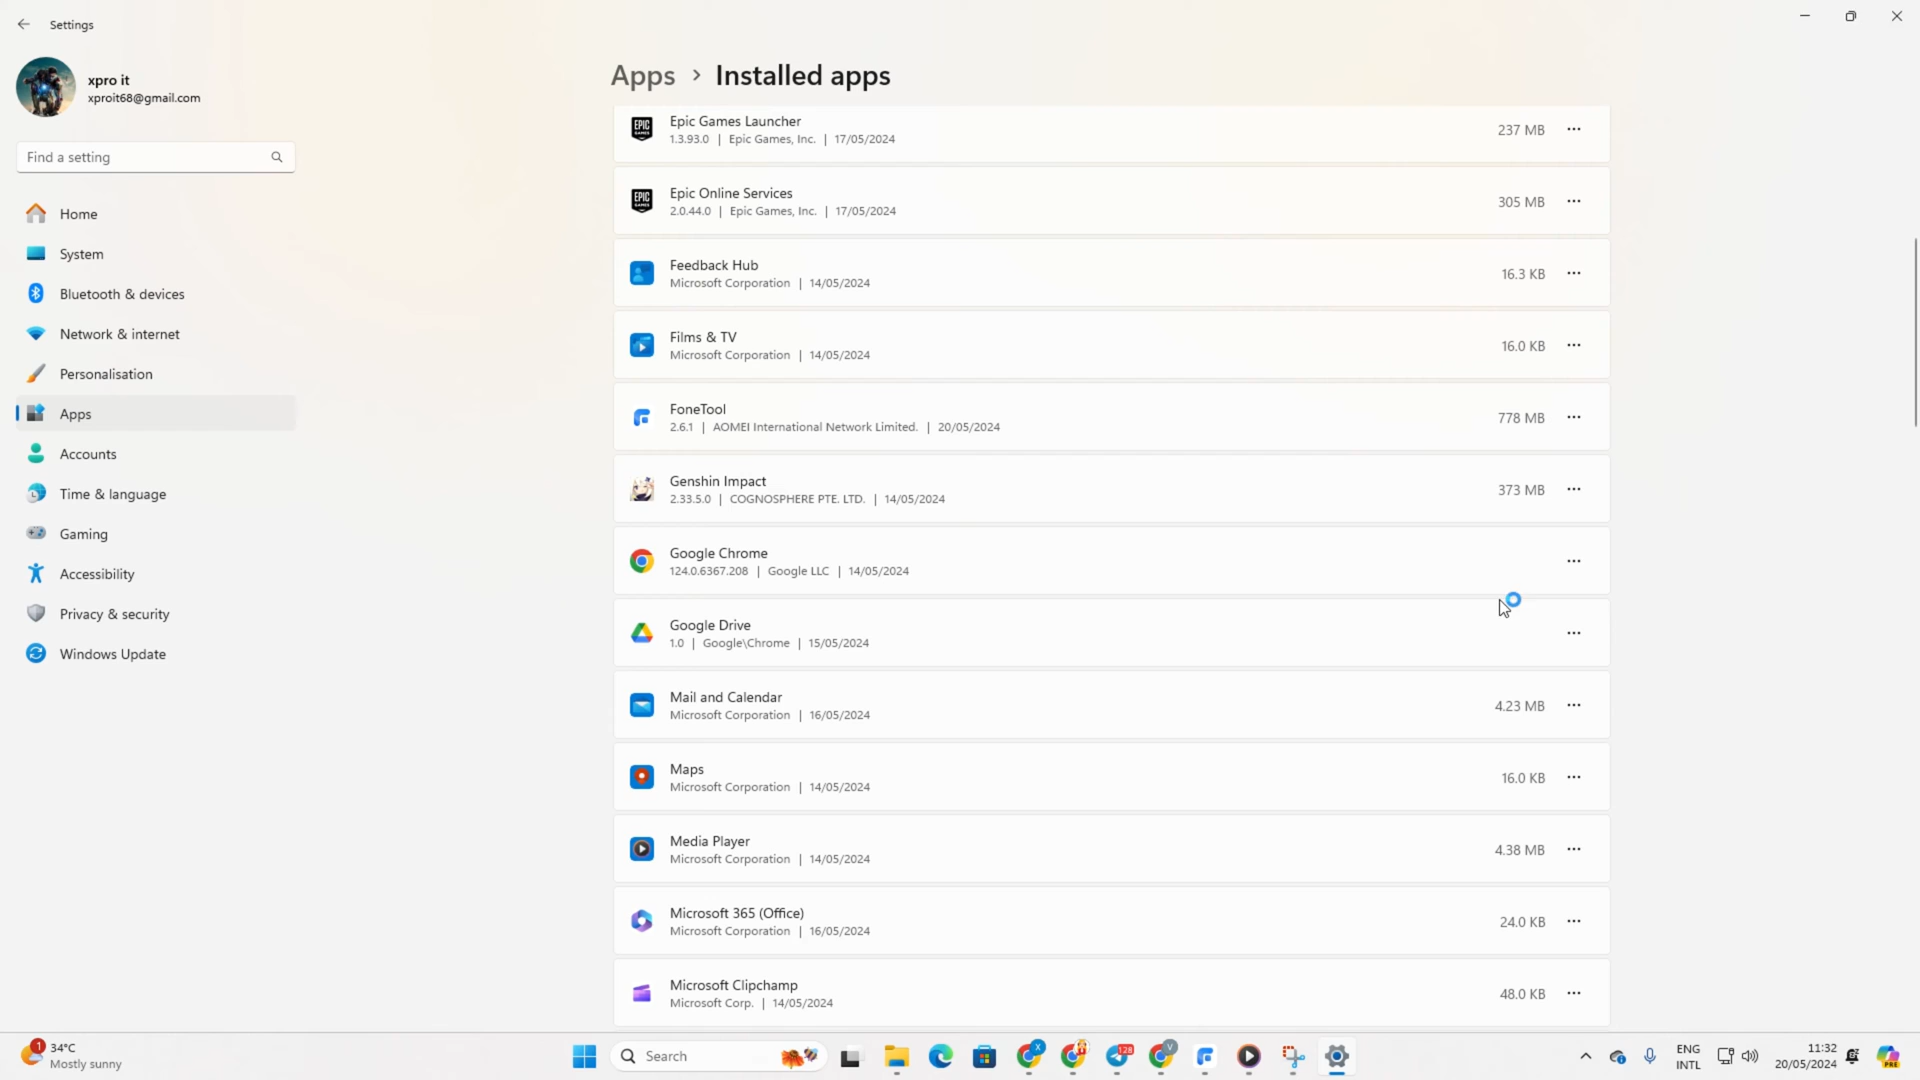 Settings
xpro it
xproit68@gmail.com
Find a setting
Home
System
Bluetooth & devices
Network & internet
Personalisation
Apps
Accounts
Time & language
Gaming
Accessibility
Privacy & security
Windows Update
Apps > Installed apps
Epic Games Launcher
1.3.93.0 | Epic Games, Inc. | 17/05/2024
237 MB
Epic Online Services
2.0.44.0 | Epic Games, Inc. | 17/05/2024
305 MB
Feedback Hub
Microsoft Corporation | 14/05/2024
16.3 KB
Films & TV
Microsoft Corporation | 14/05/2024
16.0 KB
FoneTool
2.6.1 | AOMEI International Network Limited. | 20/05/2024
778 MB
Genshin Impact
2.33.5.0 | COGNOSPHERE PTE. LTD. | 14/05/2024
373 MB
Google Chrome
124.0.6367.208 | Google LLC | 14/05/2024
Google Drive
1.0 | Google\Chrome | 15/05/2024
Mail and Calendar
Microsoft Corporation | 16/05/2024
4.23 MB
Maps
Microsoft Corporation | 14/05/2024
16.0 KB
Media Player
Microsoft Corporation | 14/05/2024
4.38 MB
Microsoft 365 (Office)
Microsoft Corporation | 16/05/2024
24.0 KB
Microsoft Clipchamp
Microsoft Corp. | 14/05/2024
48.0 KB
EPIC GAMES
EPIC GAMES
1
34°C
Mostly sunny
Search
X
128
V
ENG
INTL
11:32
20/05/2024
PRE